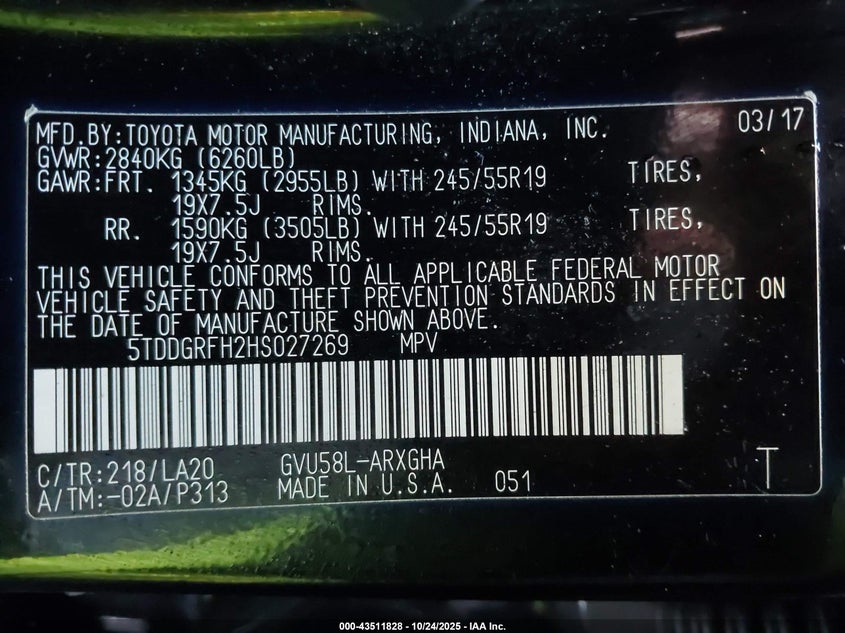 03/17
MFD.BY:TOYOTA MOTOR MANUFACTURING, INDIANA, INC.
GVWR:2840KG (6260LB)
GAWR:FRT. 1345KG (2955LB) WITH 245/55R19 TIRES,
19X7.5J RIMS.
RR. 1590KG (3505LB) WITH 245/55R19 TIRES,
19X7.5J RIMS.
THIS VEHICLE CONFORMS TO ALL APPLICABLE FEDERAL MOTOR
VEHICLE SAFETY AND THEFT PREVENTION STANDARDS IN EFFECT ON
THE DATE OF MANUFACTURE SHOWN ABOVE.
5TDDGRFH2HS027269 MPV
C/TR:218/LA20 GVU58L-ARXGHA
A/TM:-02A/P313 MADE IN U.S.A. 051 T
000-43511828 - 10/24/2025 - IAA Inc.